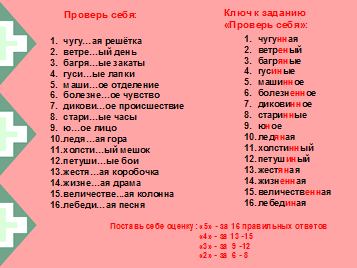 Проверь себя:
1. чугу...ая решётка
2. ветре...ый день
3. багря...ые закаты
4. гуси...ые лапки
5. маши...ое отделение
6. болезне...ое чувство
7. дикови...ое происшествие
8. стари...ые часы
9. ю...ое лицо
10.ледя...ая гора
11.холсти...ый мешок
12.петуши...ые бои
13.жестя...ая коробочка
14.жизне...ая драма
15.величестве...ая колонна
16.лебеди...ая песня
Ключ к заданию
«Проверь себя»:
1. чугунная
2. ветреный
3. багряные
4. гусиные
5. машинное
6. болезненное
7. диковинное
8. старинные
9. юное
10.ледяная
11.холстинный
12.петушиный
13.жестяная
14.жизненная
15.величественная
16.лебединая
Поставь себе оценку: «5» - за 16 правильных ответов
«4» - за 13 -15
«3» - за 9 -12
«2» - за 6 - 8